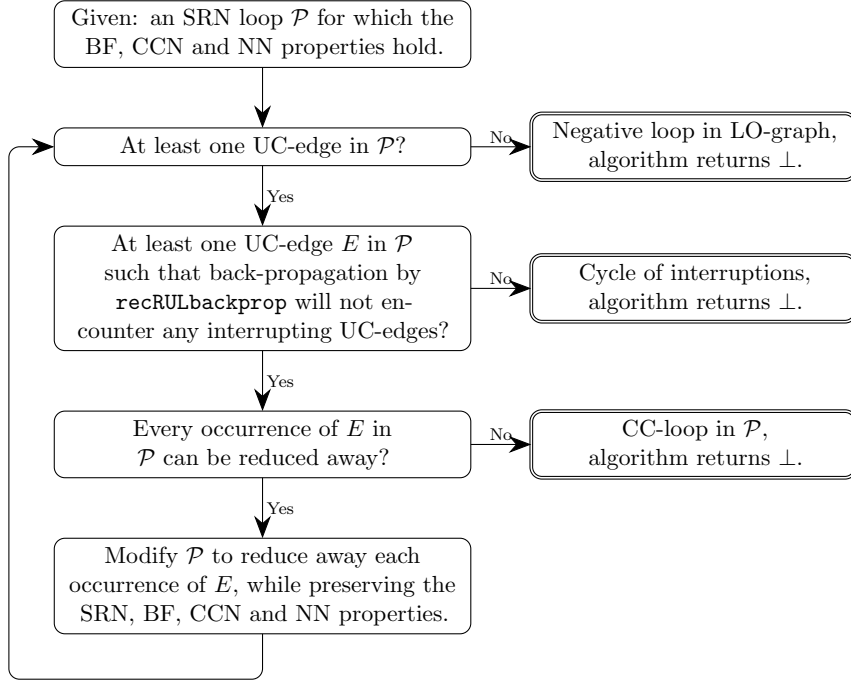 Given: an SRN loop 𝒫 for which the
BF, CCN and NN properties hold.
At least one UC-edge in 𝒫?
No
Negative loop in LO-graph,
algorithm returns ⊥.
Yes
At least one UC-edge E in 𝒫
such that back-propagation by
recRULbackprop will not en-
counter any interrupting UC-edges?
No
Cycle of interruptions,
algorithm returns ⊥.
Yes
Every occurrence of E in
𝒫 can be reduced away?
No
CC-loop in 𝒫,
algorithm returns ⊥.
Yes
Modify 𝒫 to reduce away each
occurrence of E, while preserving the
SRN, BF, CCN and NN properties.